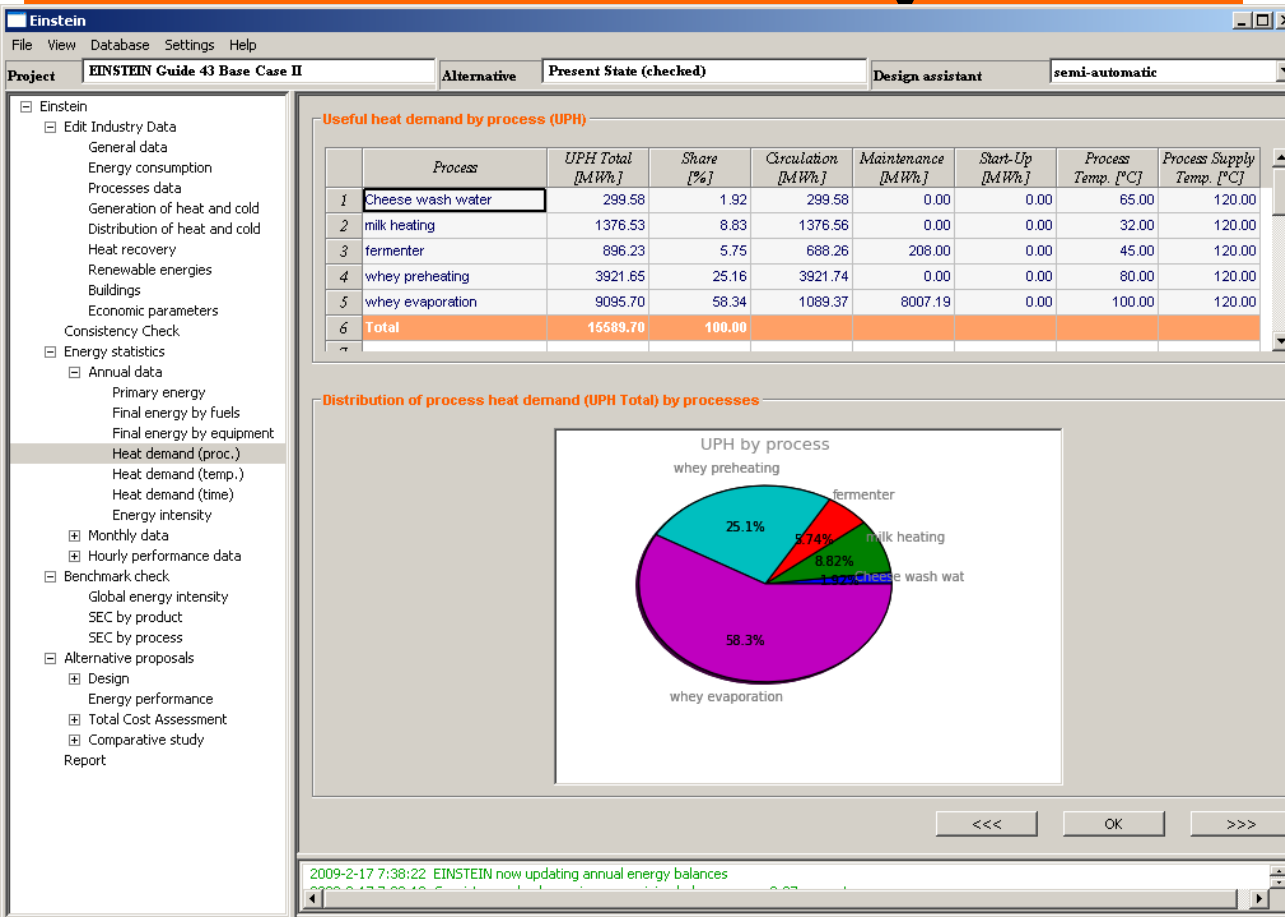 Einstein
File View Database Settings Help
Project EINSTEIN Guide 43 Base Case II Alternative Present State (checked) Design assistant semi-automatic
Einstein
Edit Industry Data
General data
Energy consumption
Processes data
Generation of heat and cold
Distribution of heat and cold
Heat recovery
Renewable energies
Buildings
Economic parameters
Consistency Check
Energy statistics
Annual data
Primary energy
Final energy by fuels
Final energy by equipment
Heat demand (proc.)
Heat demand (temp.)
Heat demand (time)
Energy intensity
Monthly data
Hourly performance data
Benchmark check
Global energy intensity
SEC by product
SEC by process
Alternative proposals
Design
Energy performance
Total Cost Assessment
Comparative study
Report
Useful heat demand by process (UPH)
Process UPH Total [MWh] Share [%] Circulation [MWh] Maintenance [MWh] Start-Up [MWh] Process Temp. [ºC] Process Supply Temp. [ºC]
1 Cheese wash water 299.58 1.92 299.58 0.00 0.00 65.00 120.00
2 milk heating 1376.53 8.83 1376.56 0.00 0.00 32.00 120.00
3 fermenter 896.23 5.75 688.26 208.00 0.00 45.00 120.00
4 whey preheating 3921.65 25.16 3921.74 0.00 0.00 80.00 120.00
5 whey evaporation 9095.70 58.34 1089.37 8007.19 0.00 100.00 120.00
6 Total 15589.70 100.00
Distribution of process heat demand (UPH Total) by processes
UPH by process
whey preheating
fermenter
25.1%
5.74%
milk heating
8.82%
1.92%
Cheese wash wat
58.3%
whey evaporation
<<< OK >>>
2009-2-17 7:38:22 EINSTEIN now updating annual energy balances